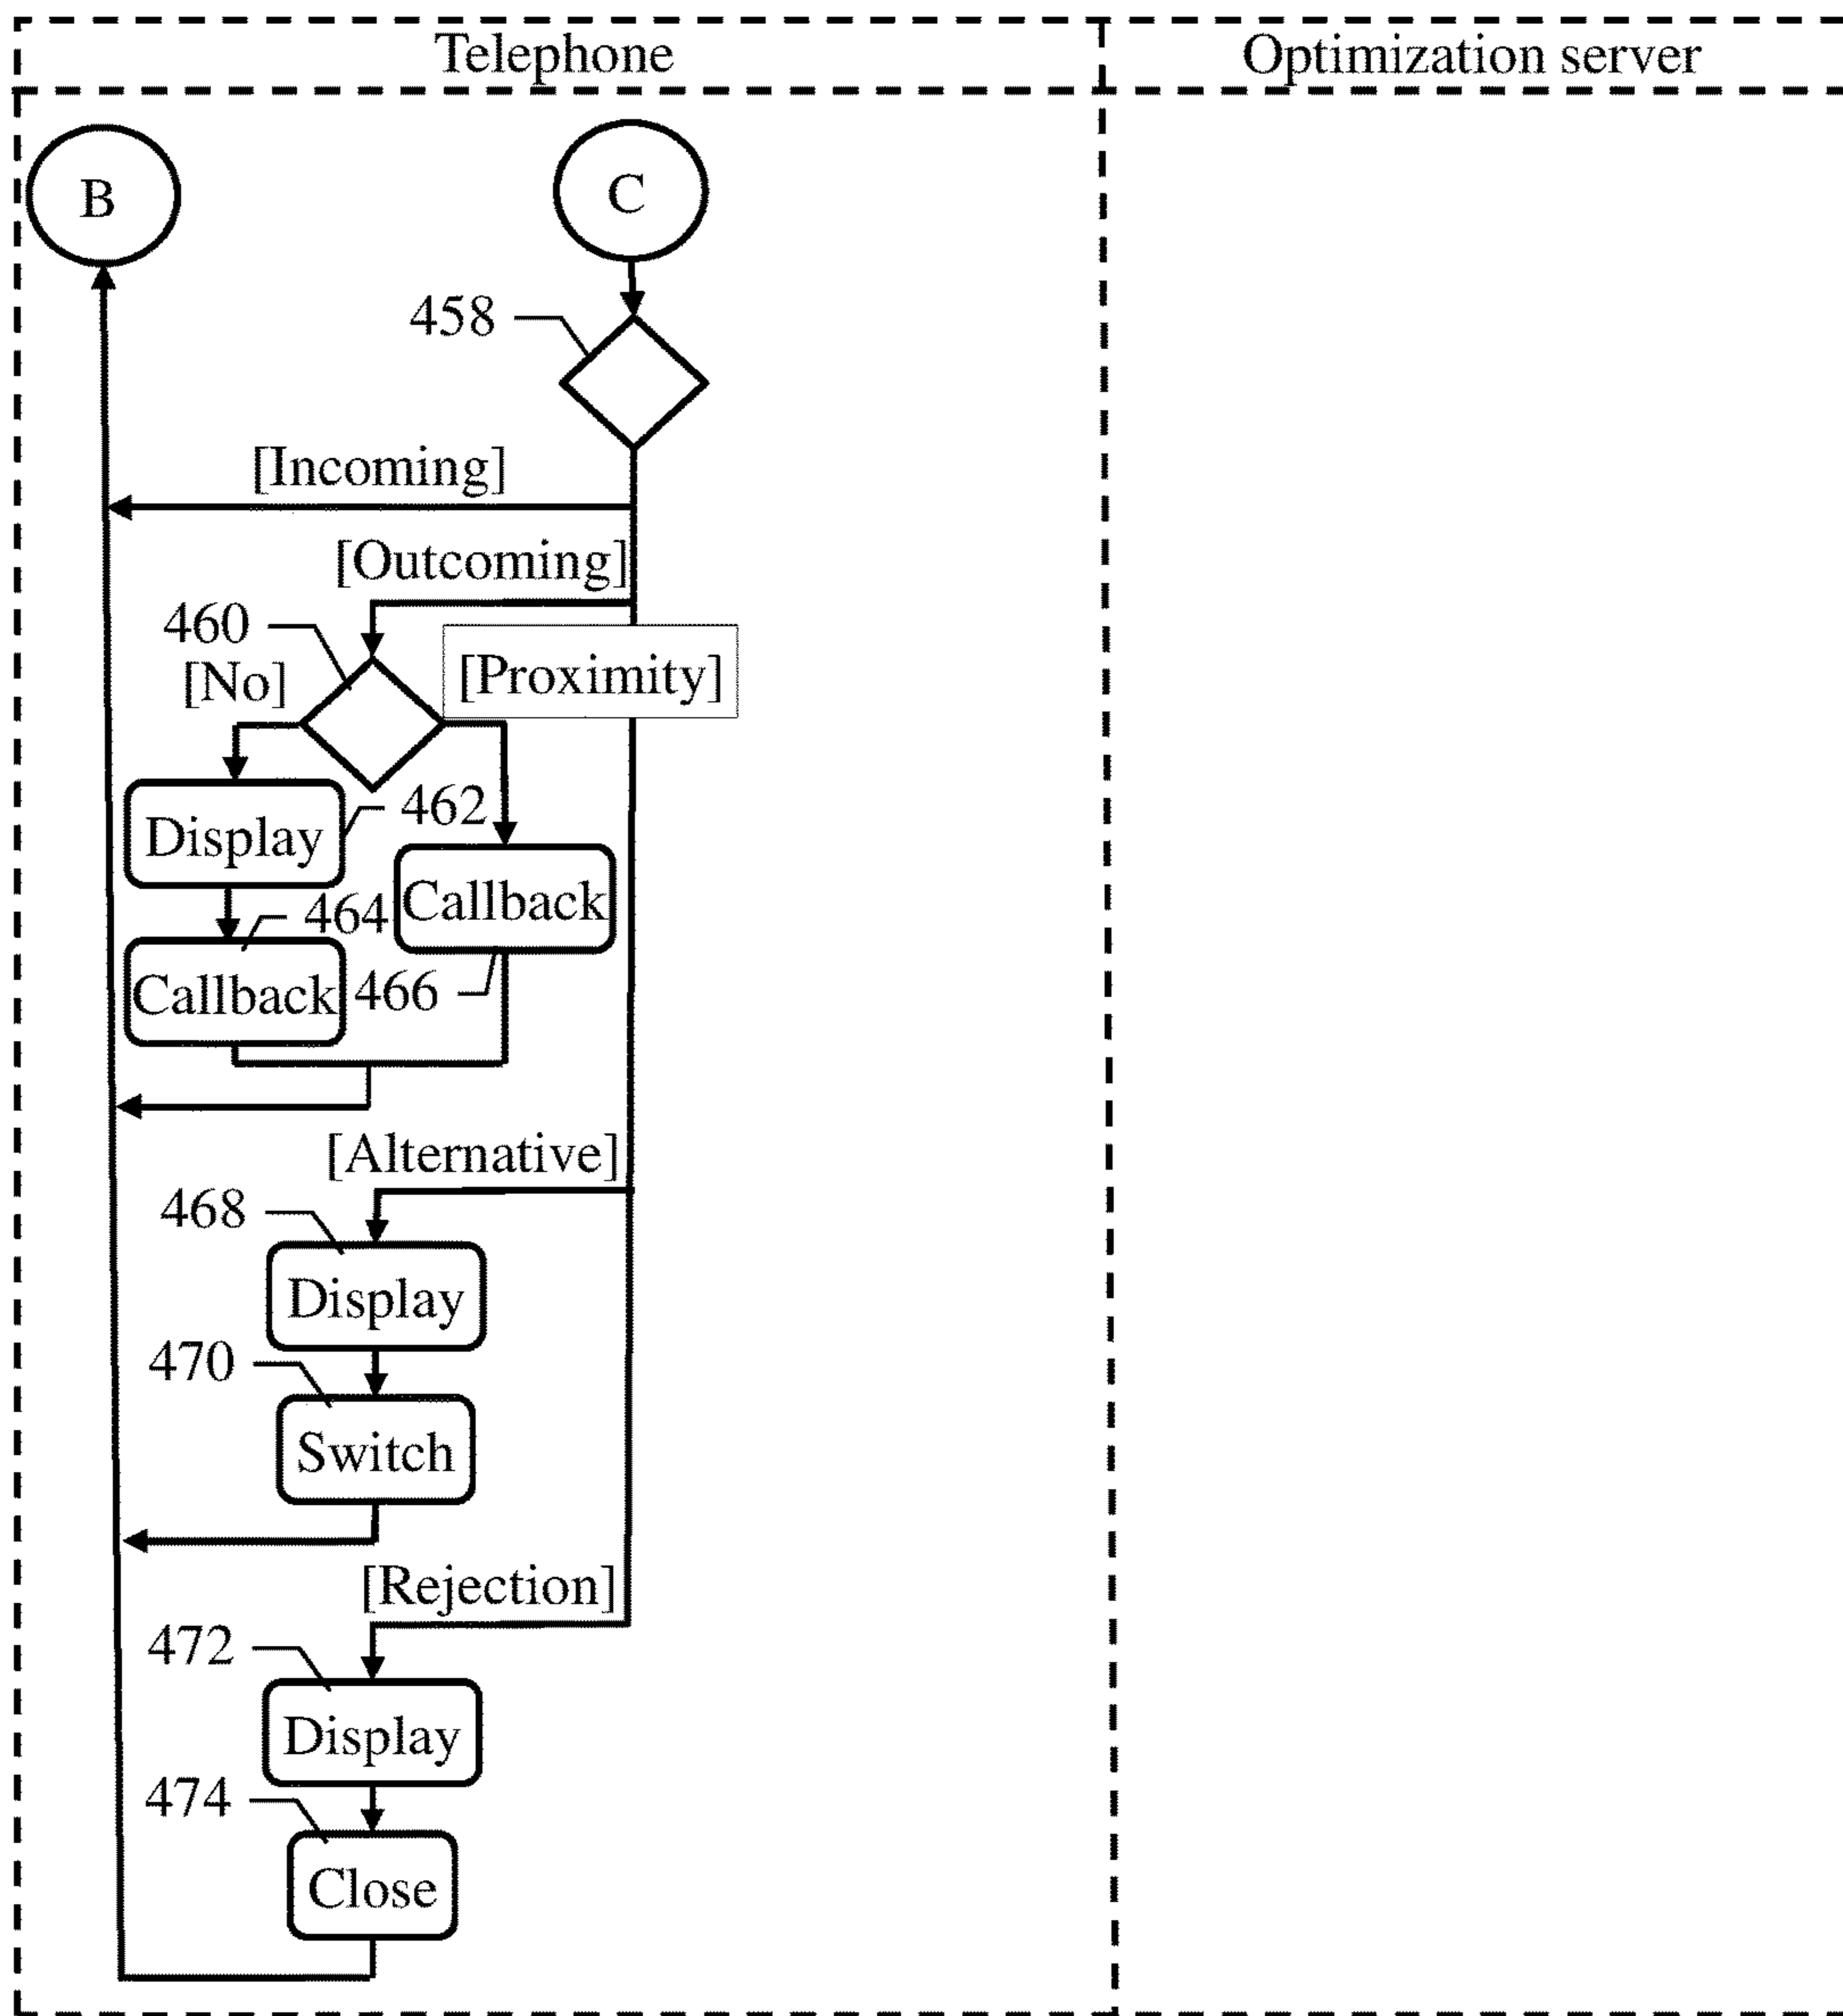 Telephone
Optimization server
B
C
458
[Incoming]
[Outcoming]
460
[No]
[Proximity]
Display
462
Callback
464
Callback
466
[Alternative]
468
Display
470
Switch
[Rejection]
472
Display
474
Close